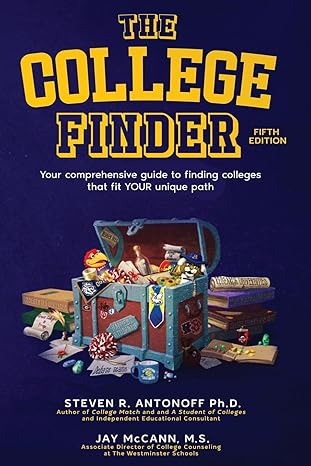 THE
COLLEGE
FINDER
FIFTH
EDITION
Your comprehensive guide to finding colleges
that fit YOUR unique path
STEVEN R. ANTONOFF Ph.D.
Author of College Match and and A Student of Colleges
and Independent Educational Consultant
JAY McCANN, M.S.
Associate Director of College Counseling
at The Westminster Schools